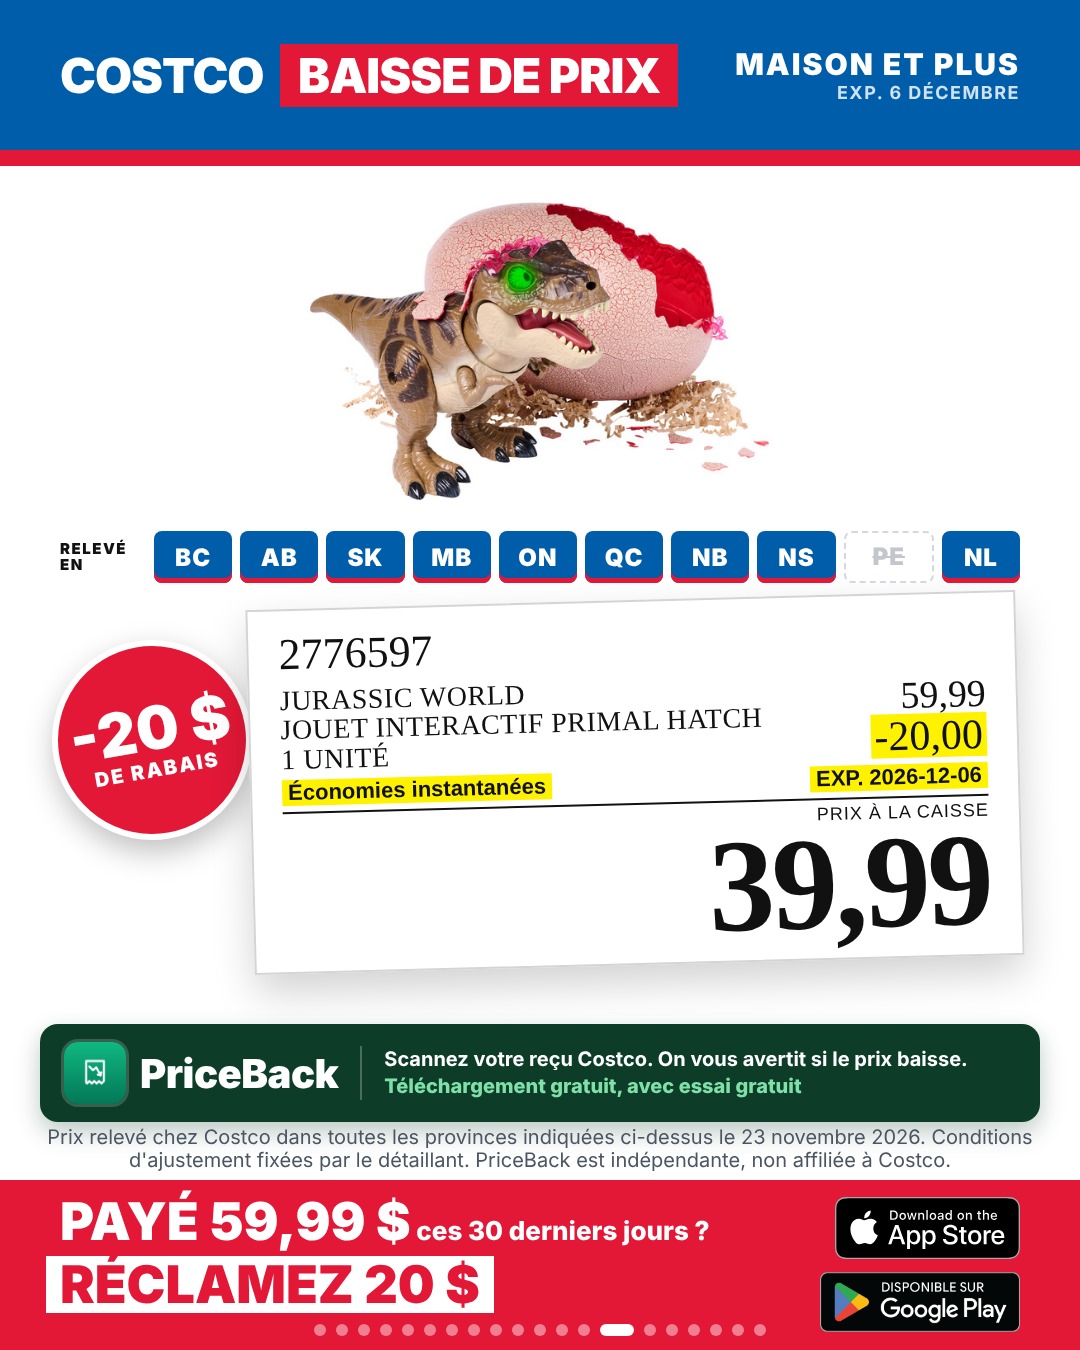 COSTCO BAISSE DE PRIX
MAISON ET PLUS
EXP. 6 DÉCEMBRE
RELEVÉ
EN
BC AB SK MB ON QC NB NS PE NL
-20 $
DE RABAIS
2776597
JURASSIC WORLD
JOUET INTERACTIF PRIMAL HATCH
1 UNITÉ
Économies instantanées
59,99
-20,00
EXP. 2026-12-06
PRIX À LA CAISSE
39,99
PriceBack
Scannez votre reçu Costco. On vous avertit si le prix baisse.
Téléchargement gratuit, avec essai gratuit
Prix relevé chez Costco dans toutes les provinces indiquées ci-dessus le 23 novembre 2026. Conditions
d'ajustement fixées par le détaillant. PriceBack est indépendante, non affiliée à Costco.
PAYÉ 59,99 $ ces 30 derniers jours ?
RÉCLAMEZ 20 $
Download on the
App Store
DISPONIBLE SUR
Google Play